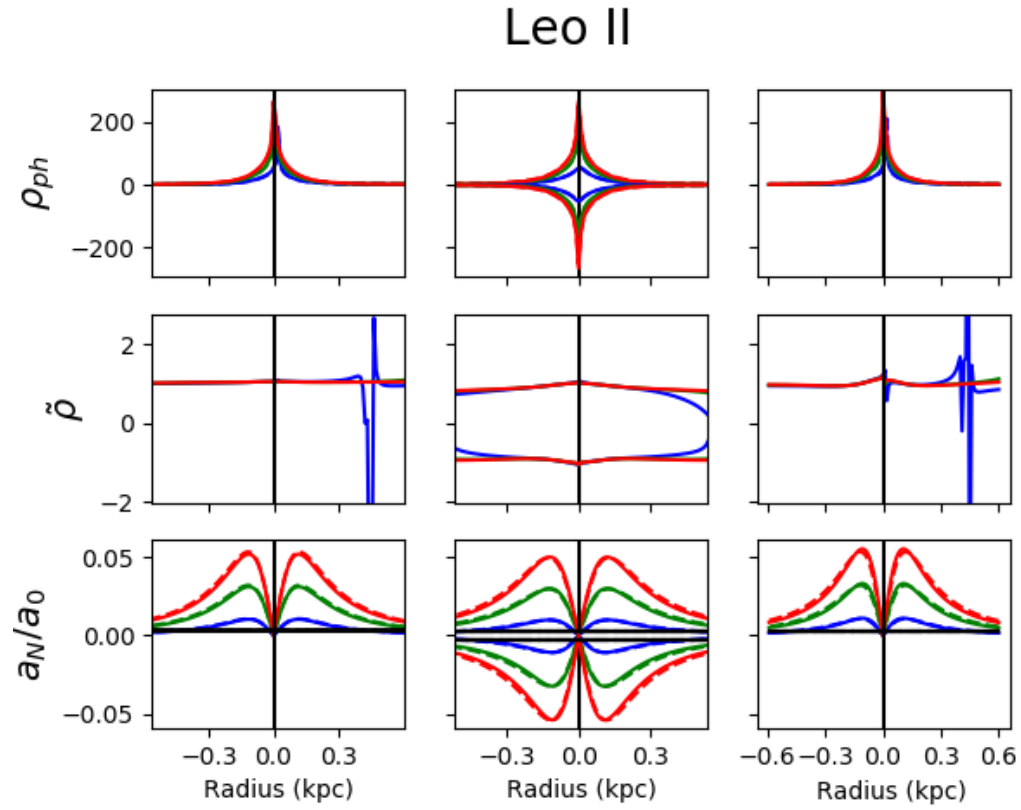 Leo II
ρ_ph
200
0
−200
ρ̃
2
0
−2
a_N/a_0
0.05
0.00
−0.05
−0.3 0.0 0.3
−0.3 0.0 0.3
−0.6 −0.3 0.0 0.3 0.6
Radius (kpc) Radius (kpc) Radius (kpc)